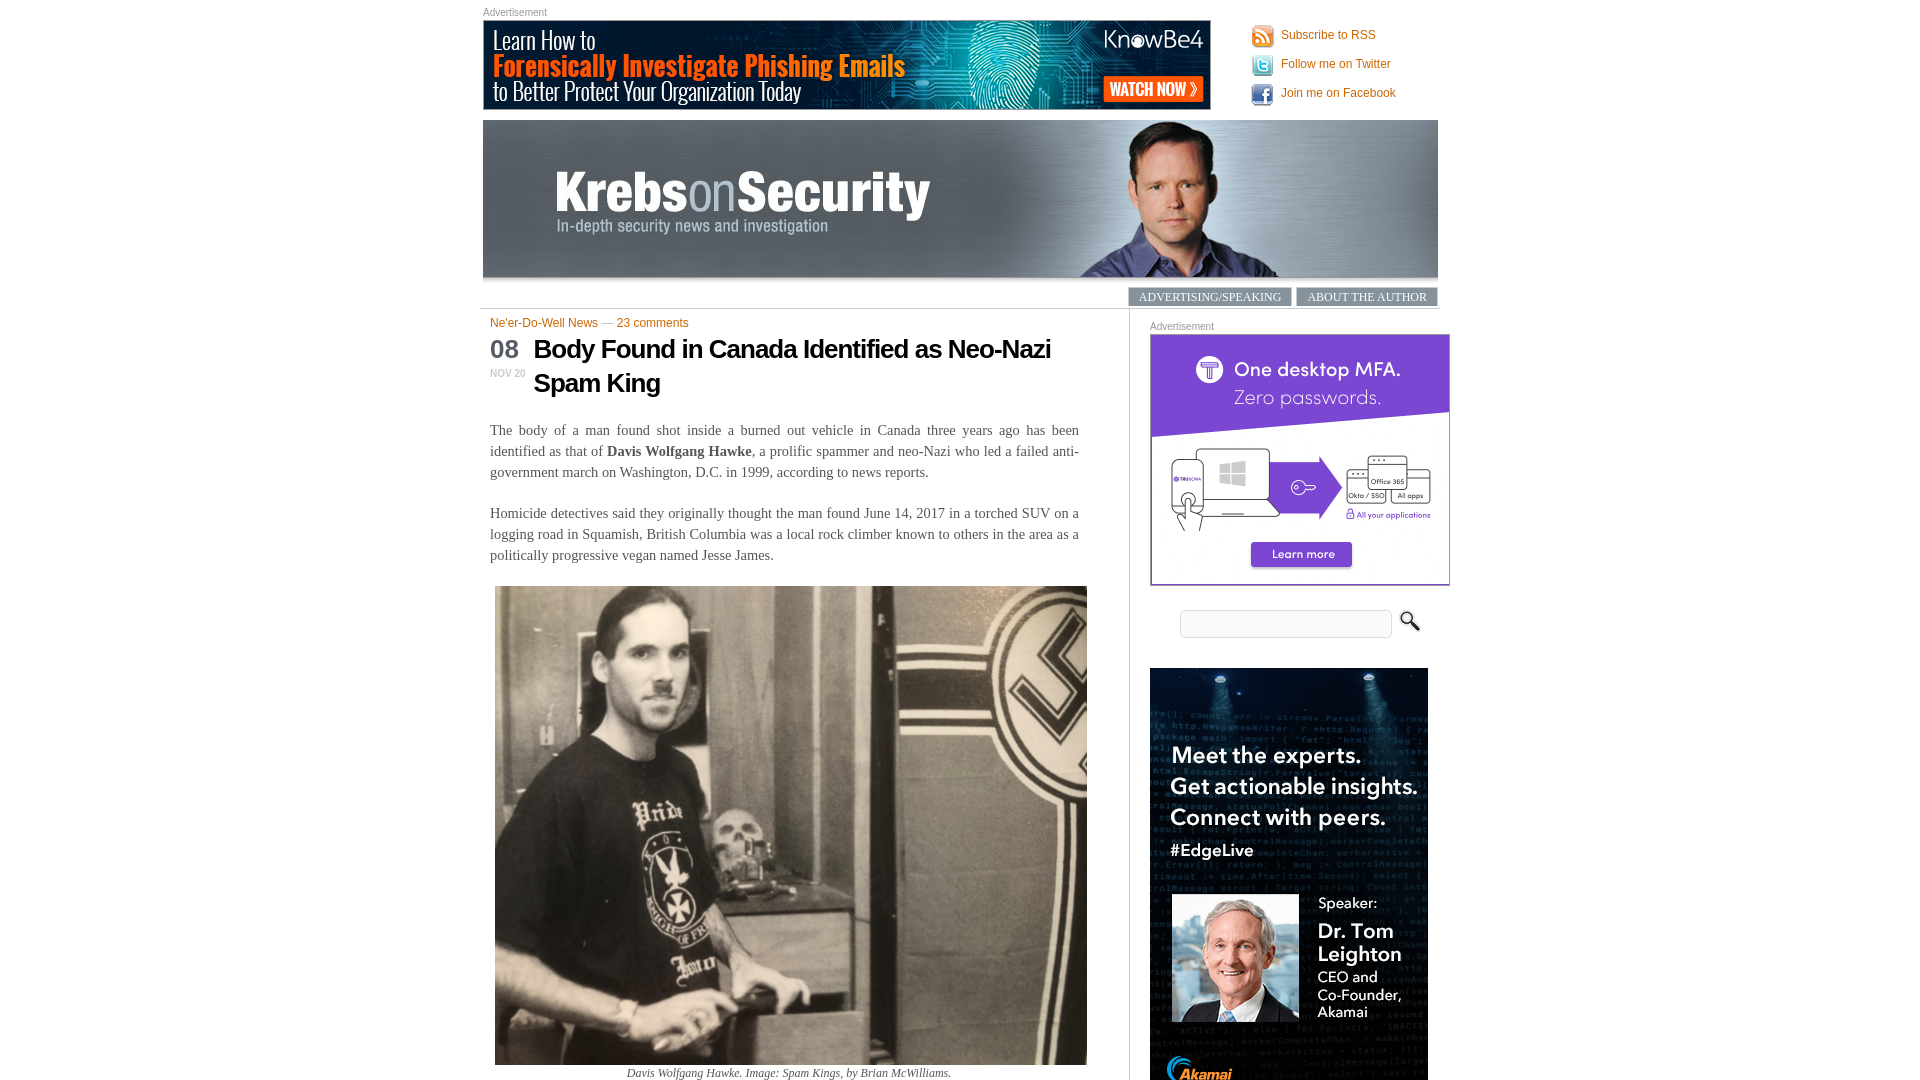 Advertisement
Learn How to
Forensically Investigate Phishing Emails
to Better Protect Your Organization Today
KnowBe4
WATCH NOW
Subscribe to RSS
Follow me on Twitter
Join me on Facebook
KrebsonSecurity
In-depth security news and investigation
ADVERTISING/SPEAKING
ABOUT THE AUTHOR
Ne'er-Do-Well News — 23 comments
08
NOV 20
Body Found in Canada Identified as Neo-Nazi
Spam King
The body of a man found shot inside a burned out vehicle in Canada three years ago has been
identified as that of Davis Wolfgang Hawke, a prolific spammer and neo-Nazi who led a failed anti-
government march on Washington, D.C. in 1999, according to news reports.
Homicide detectives said they originally thought the man found June 14, 2017 in a torched SUV on a
logging road in Squamish, British Columbia was a local rock climber known to others in the area as a
politically progressive vegan named Jesse James.
Pride
Davis Wolfgang Hawke. Image: Spam Kings, by Brian McWilliams.
Advertisement
One desktop MFA.
Zero passwords.
TRUSONA
Office 365
Okta / SSO
All apps
All your applications
Learn more
Meet the experts.
Get actionable insights.
Connect with peers.
#EdgeLive
Speaker:
Dr. Tom
Leighton
CEO and
Co-Founder,
Akamai
Akamai